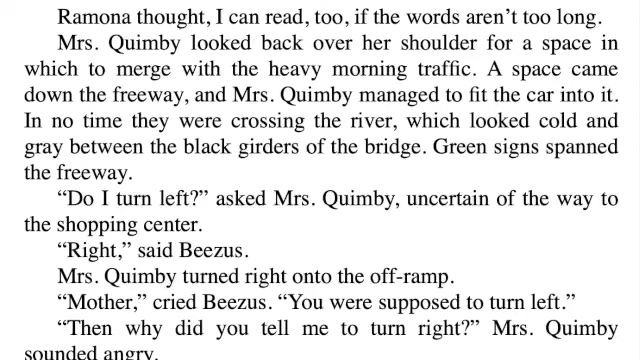 Ramona thought, I can read, too, if the words aren’t too long.
Mrs. Quimby looked back over her shoulder for a space in
which to merge with the heavy morning traffic. A space came
down the freeway, and Mrs. Quimby managed to fit the car into it.
In no time they were crossing the river, which looked cold and
gray between the black girders of the bridge. Green signs spanned
the freeway.
“Do I turn left?” asked Mrs. Quimby, uncertain of the way to
the shopping center.
“Right,” said Beezus.
Mrs. Quimby turned right onto the off-ramp.
“Mother,” cried Beezus. “You were supposed to turn left.”
“Then why did you tell me to turn right?” Mrs. Quimby
sounded angry.